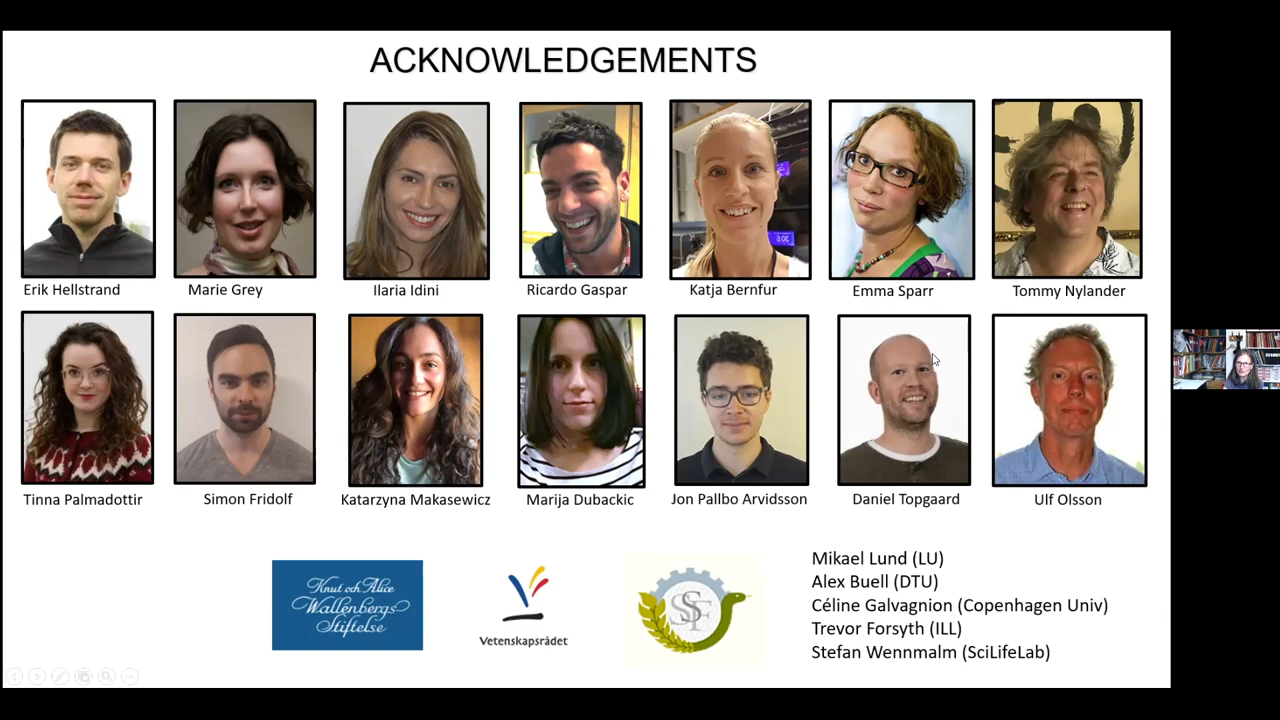 ACKNOWLEDGEMENTS
Erik Hellstrand
Marie Grey
Ilaria Idini
Ricardo Gaspar
Katja Bernfur
Emma Sparr
Tommy Nylander
Tinna Palmadottir
Simon Fridolf
Katarzyna Makasewicz
Marija Dubackic
Jon Pallbo Arvidsson
Daniel Topgaard
Ulf Olsson
Knut och Alice
Wallenbergs
Stiftelse
Vetenskapsrådet
SSF
Mikael Lund (LU)
Alex Buell (DTU)
Céline Galvagnion (Copenhagen Univ)
Trevor Forsyth (ILL)
Stefan Wennmalm (SciLifeLab)